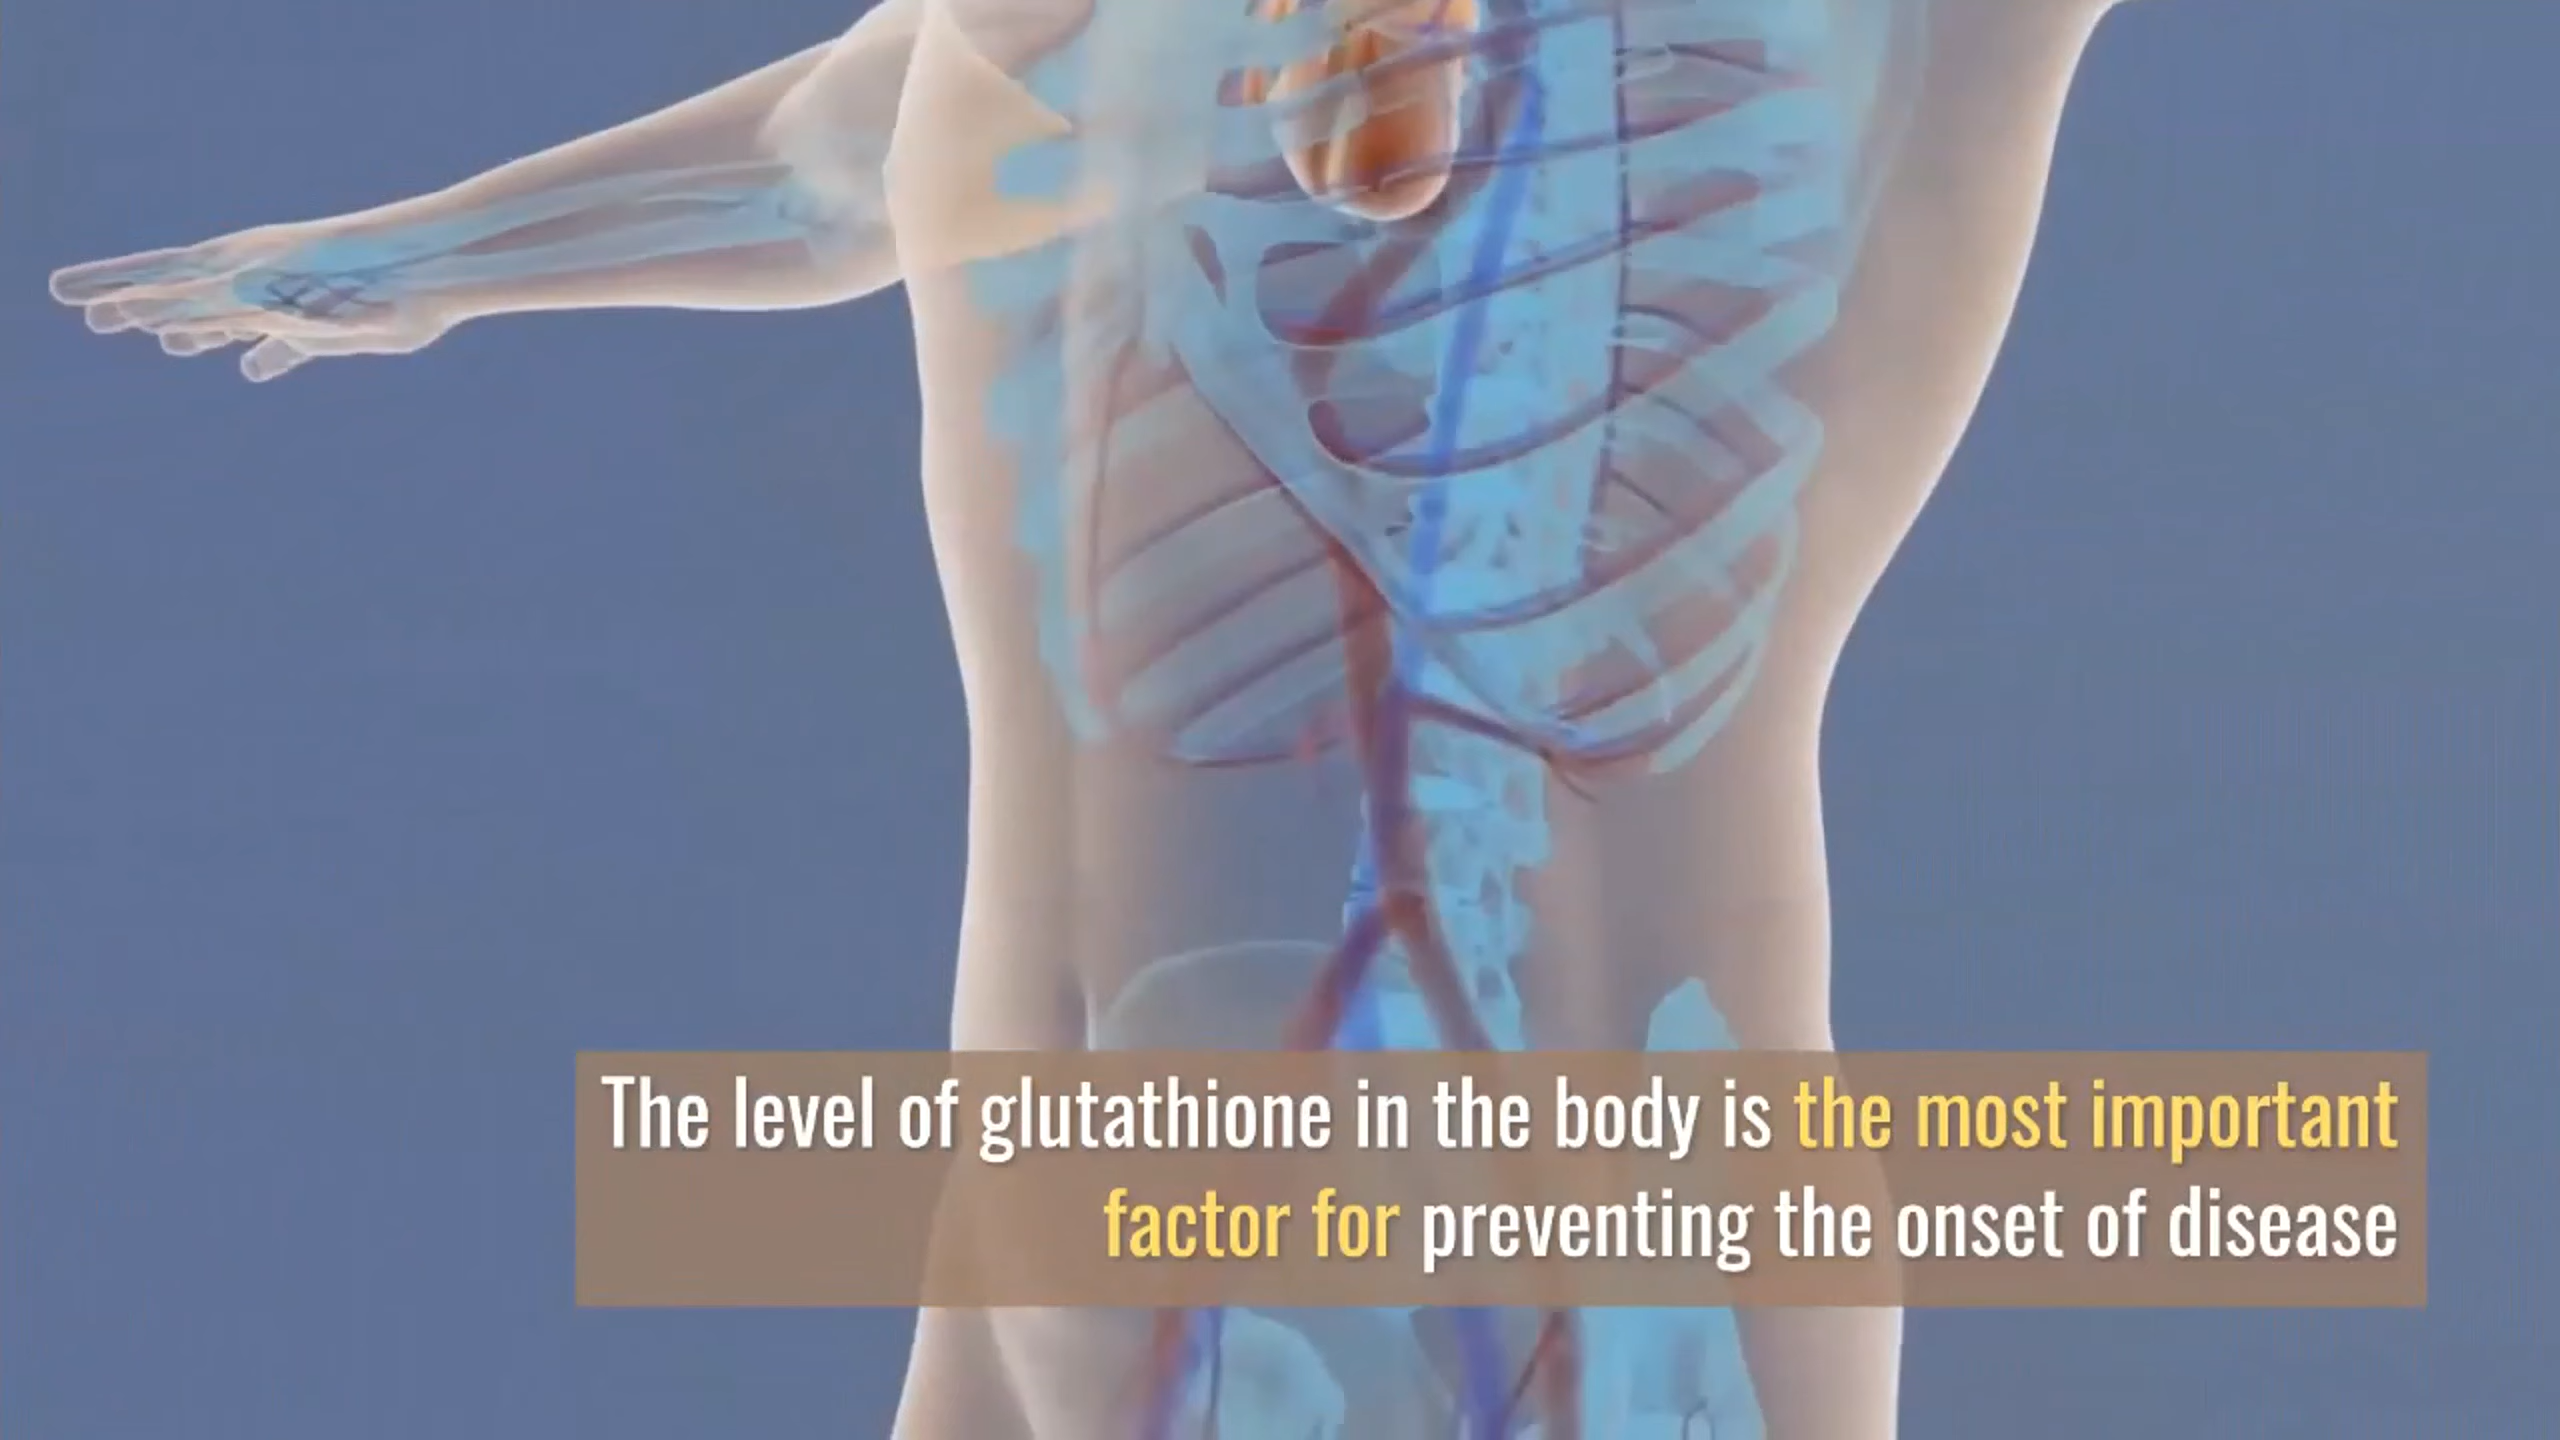 The level of glutathione in the body is the most important
factor for preventing the onset of disease